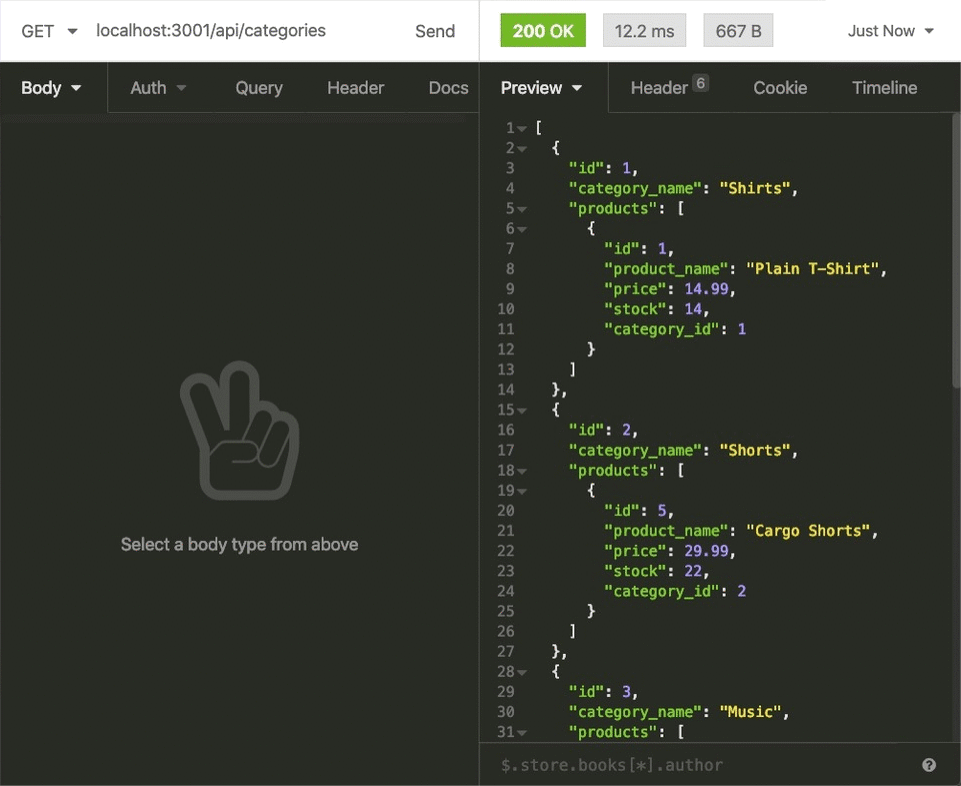 GET localhost:3001/api/categories Send
200 OK 12.2 ms 667 B Just Now
Body Auth Query Header Docs
Preview Header 6 Cookie Timeline
Select a body type from above
1 [
2 {
3 "id": 1,
4 "category_name": "Shirts",
5 "products": [
6 {
7 "id": 1,
8 "product_name": "Plain T-Shirt",
9 "price": 14.99,
10 "stock": 14,
11 "category_id": 1
12 }
13 ]
14 },
15 {
16 "id": 2,
17 "category_name": "Shorts",
18 "products": [
19 {
20 "id": 5,
21 "product_name": "Cargo Shorts",
22 "price": 29.99,
23 "stock": 22,
24 "category_id": 2
25 }
26 ]
27 },
28 {
29 "id": 3,
30 "category_name": "Music",
31 "products": [
$.store.books[*].author ?